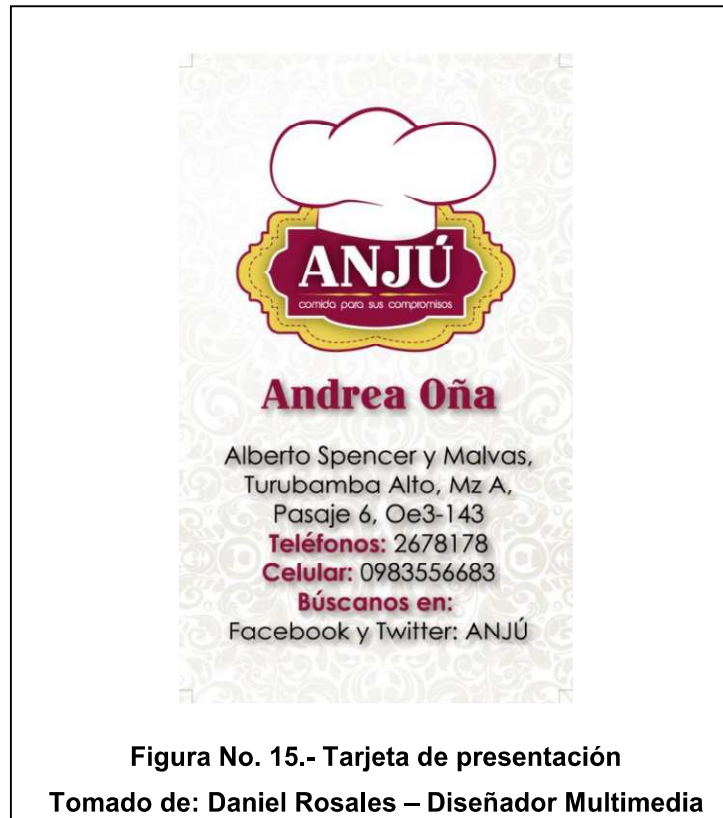 ANJÚ
comida para sus compromisos
Andrea Oña
Alberto Spencer y Malvas,
Turubamba Alto, Mz A,
Pasaje 6, Oe3-143
Teléfonos: 2678178
Celular: 0983556683
Búscanos en:
Facebook y Twitter: ANJÚ
Figura No. 15.- Tarjeta de presentación
Tomado de: Daniel Rosales – Diseñador Multimedia